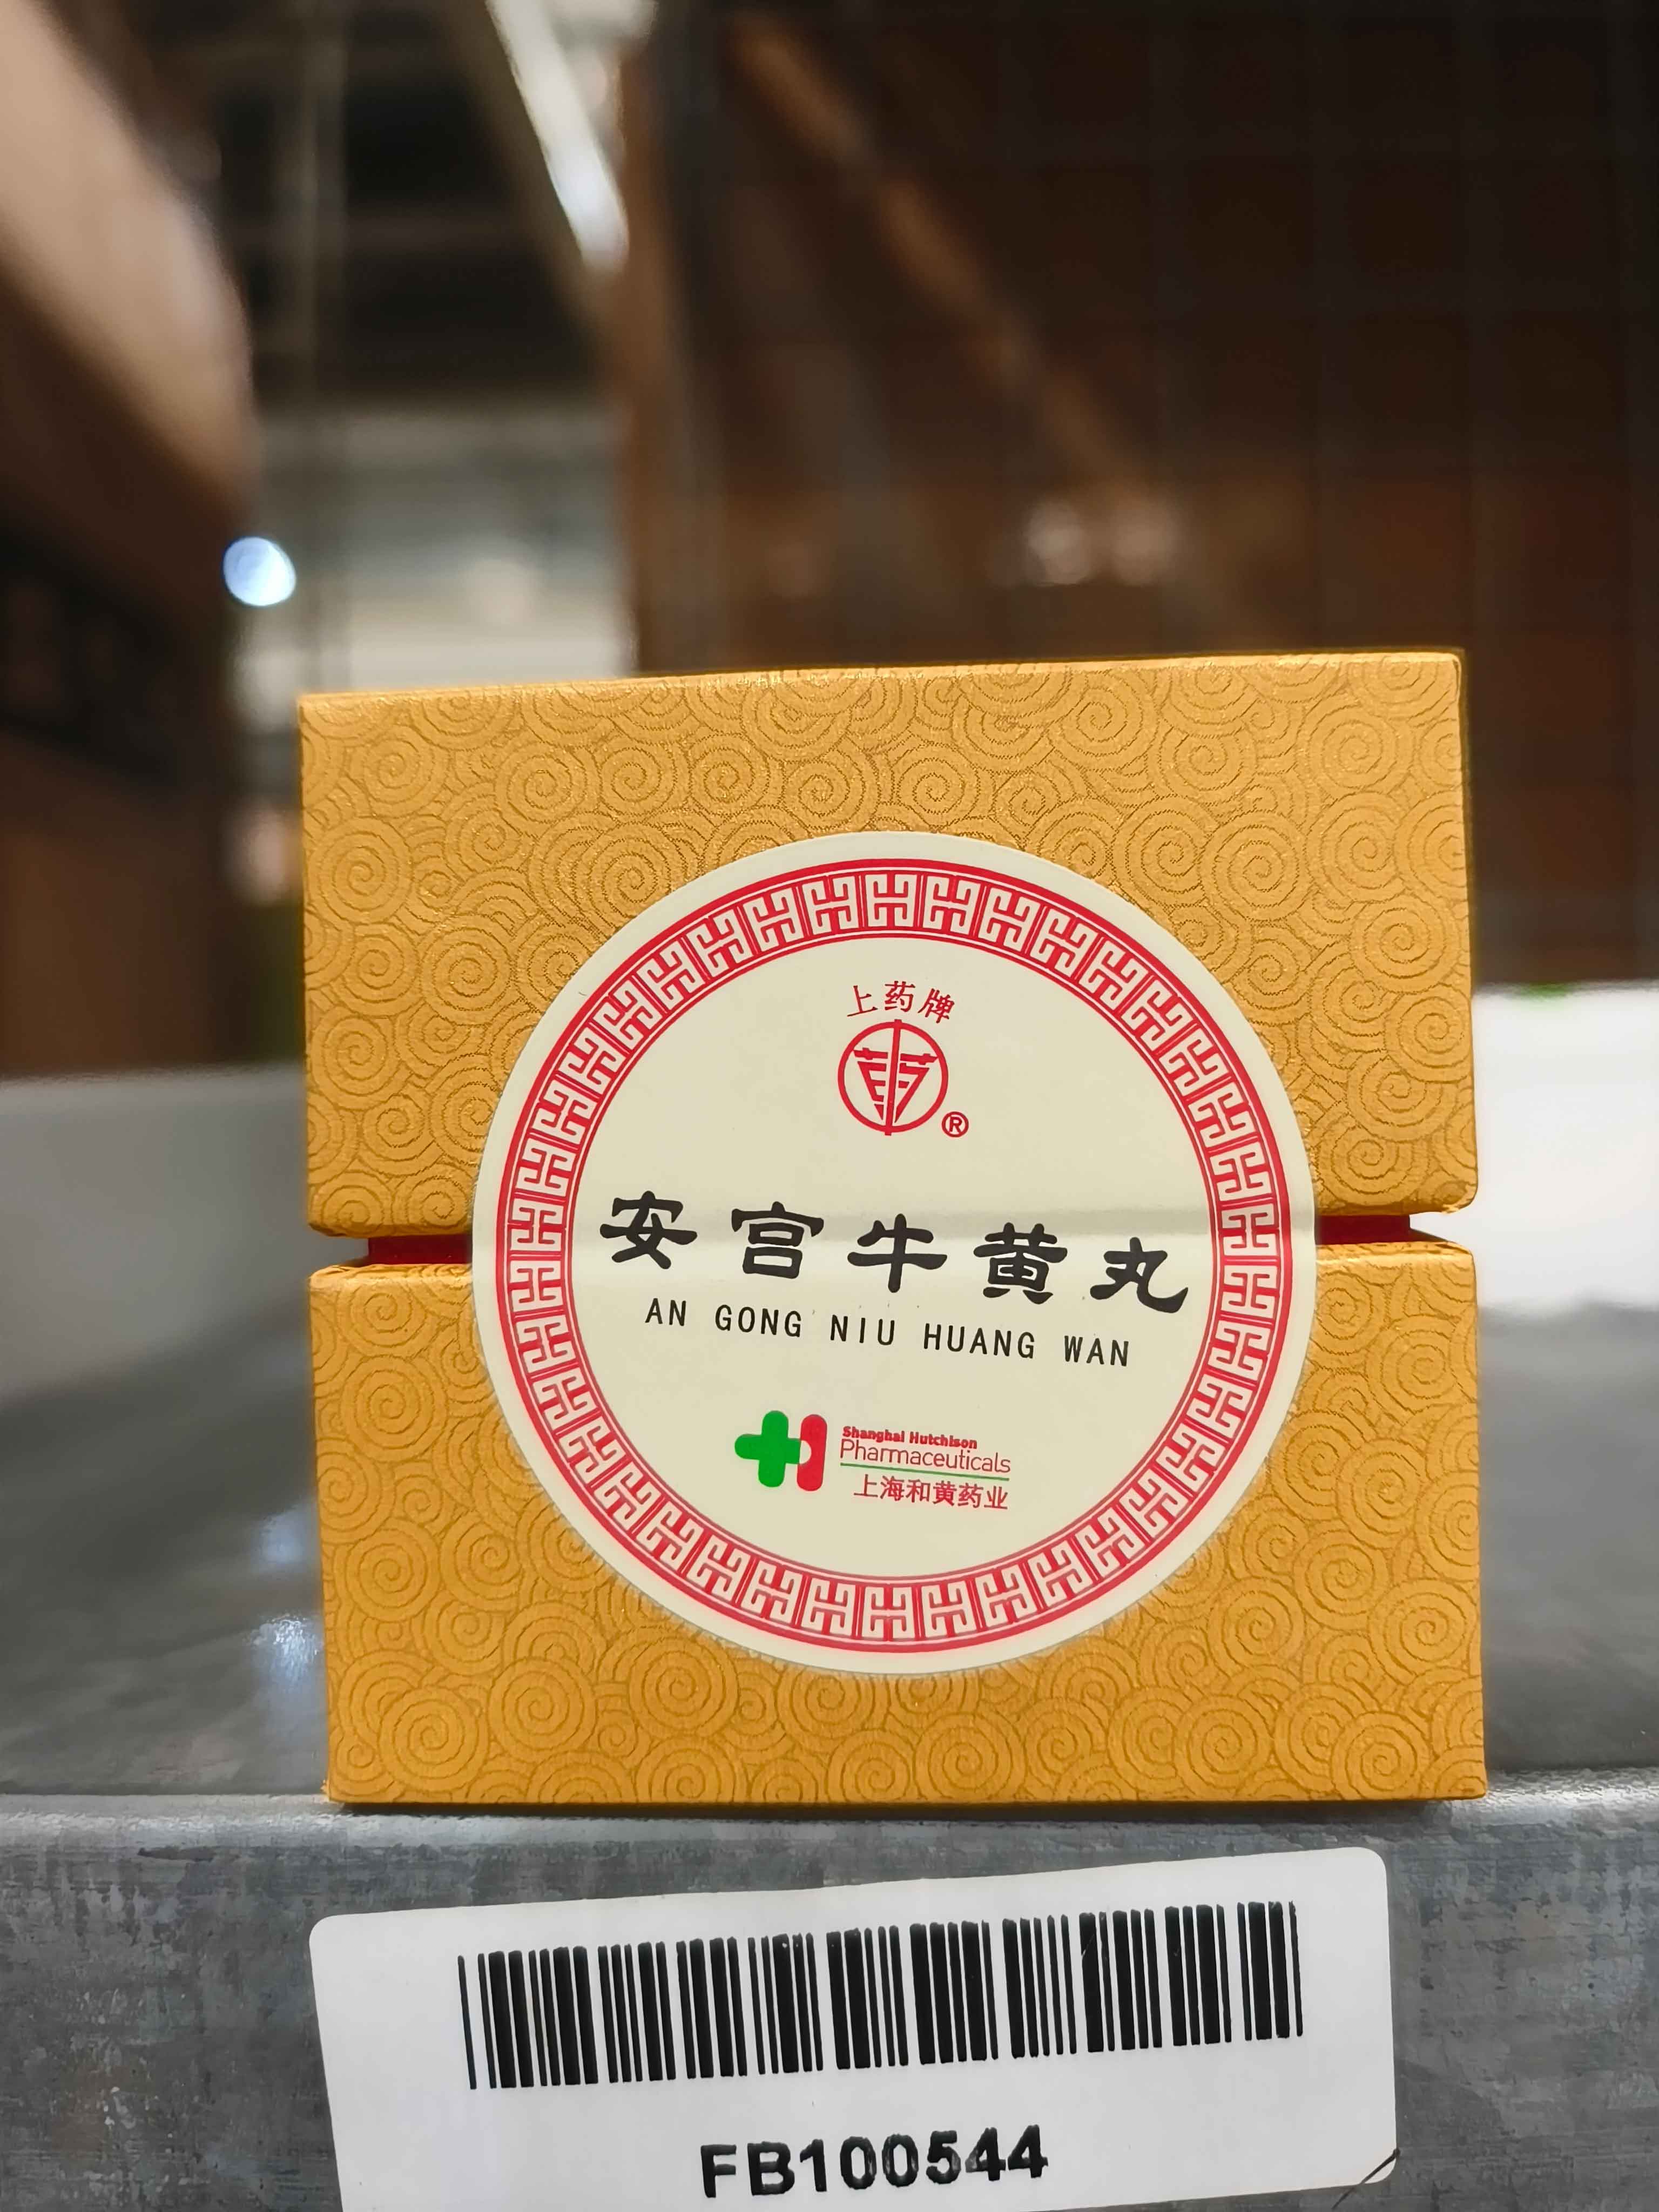 上药牌
®
安宫牛黄丸
AN GONG NIU HUANG WAN
Shanghai Hutchison
Pharmaceuticals
上海和黄药业
FB100544